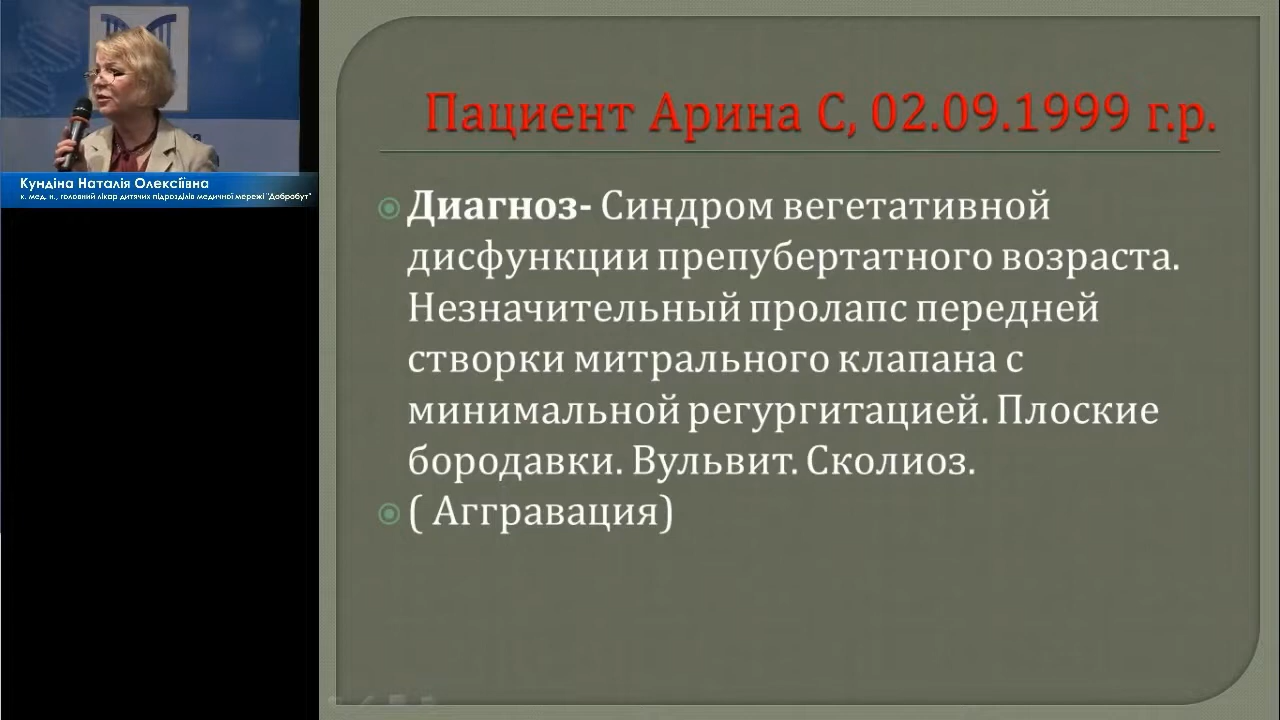 Кундіна Наталія Олексіївна
к. мед. н., головний лікар дитячих підрозділів медичної мережі "Добробут"
Пациент Арина С, 02.09.1999 г.р.
Диагноз- Синдром вегетативной
дисфункции препубертатного возраста.
Незначительный пролапс передней
створки митрального клапана с
минимальной регургитацией. Плоские
бородавки. Вульвит. Сколиоз.
( Аггравация)